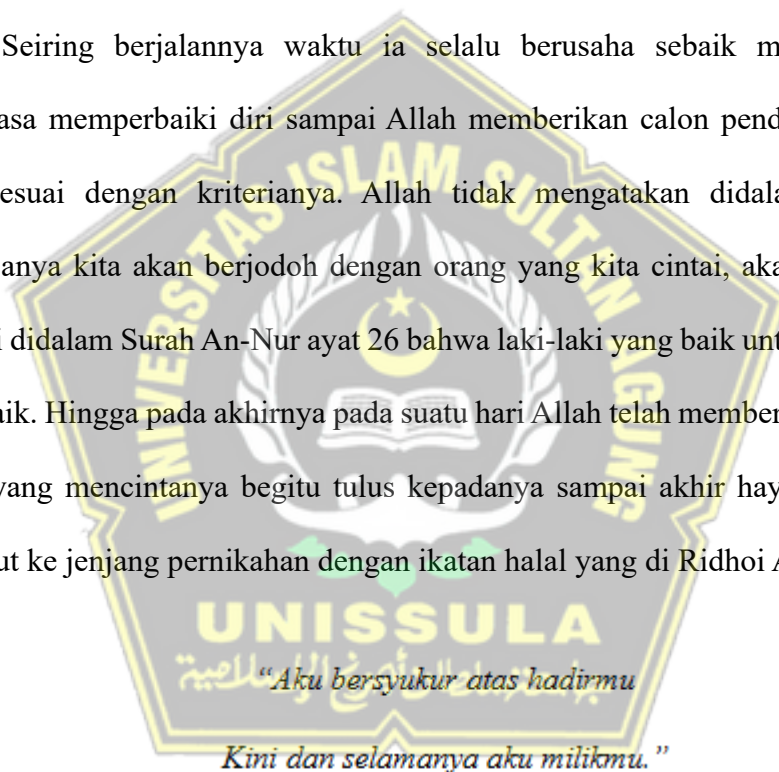 Seiring berjalannya waktu ia selalu berusaha sebaik m
asa memperbaiki diri sampai Allah memberikan calon pend
esuai dengan kriterianya. Allah tidak mengatakan didala
anya kita akan berjodoh dengan orang yang kita cintai, aka
i didalam Surah An-Nur ayat 26 bahwa laki-laki yang baik unt
aik. Hingga pada akhirnya pada suatu hari Allah telah member
yang mencintanya begitu tulus kepadanya sampai akhir hay
ut ke jenjang pernikahan dengan ikatan halal yang di Ridhoi A
UNIVERSITAS ISLAM SULTAN AGUNG
UNISSULA
“Aku bersyukur atas hadirmu
Kini dan selamanya aku milikmu.”